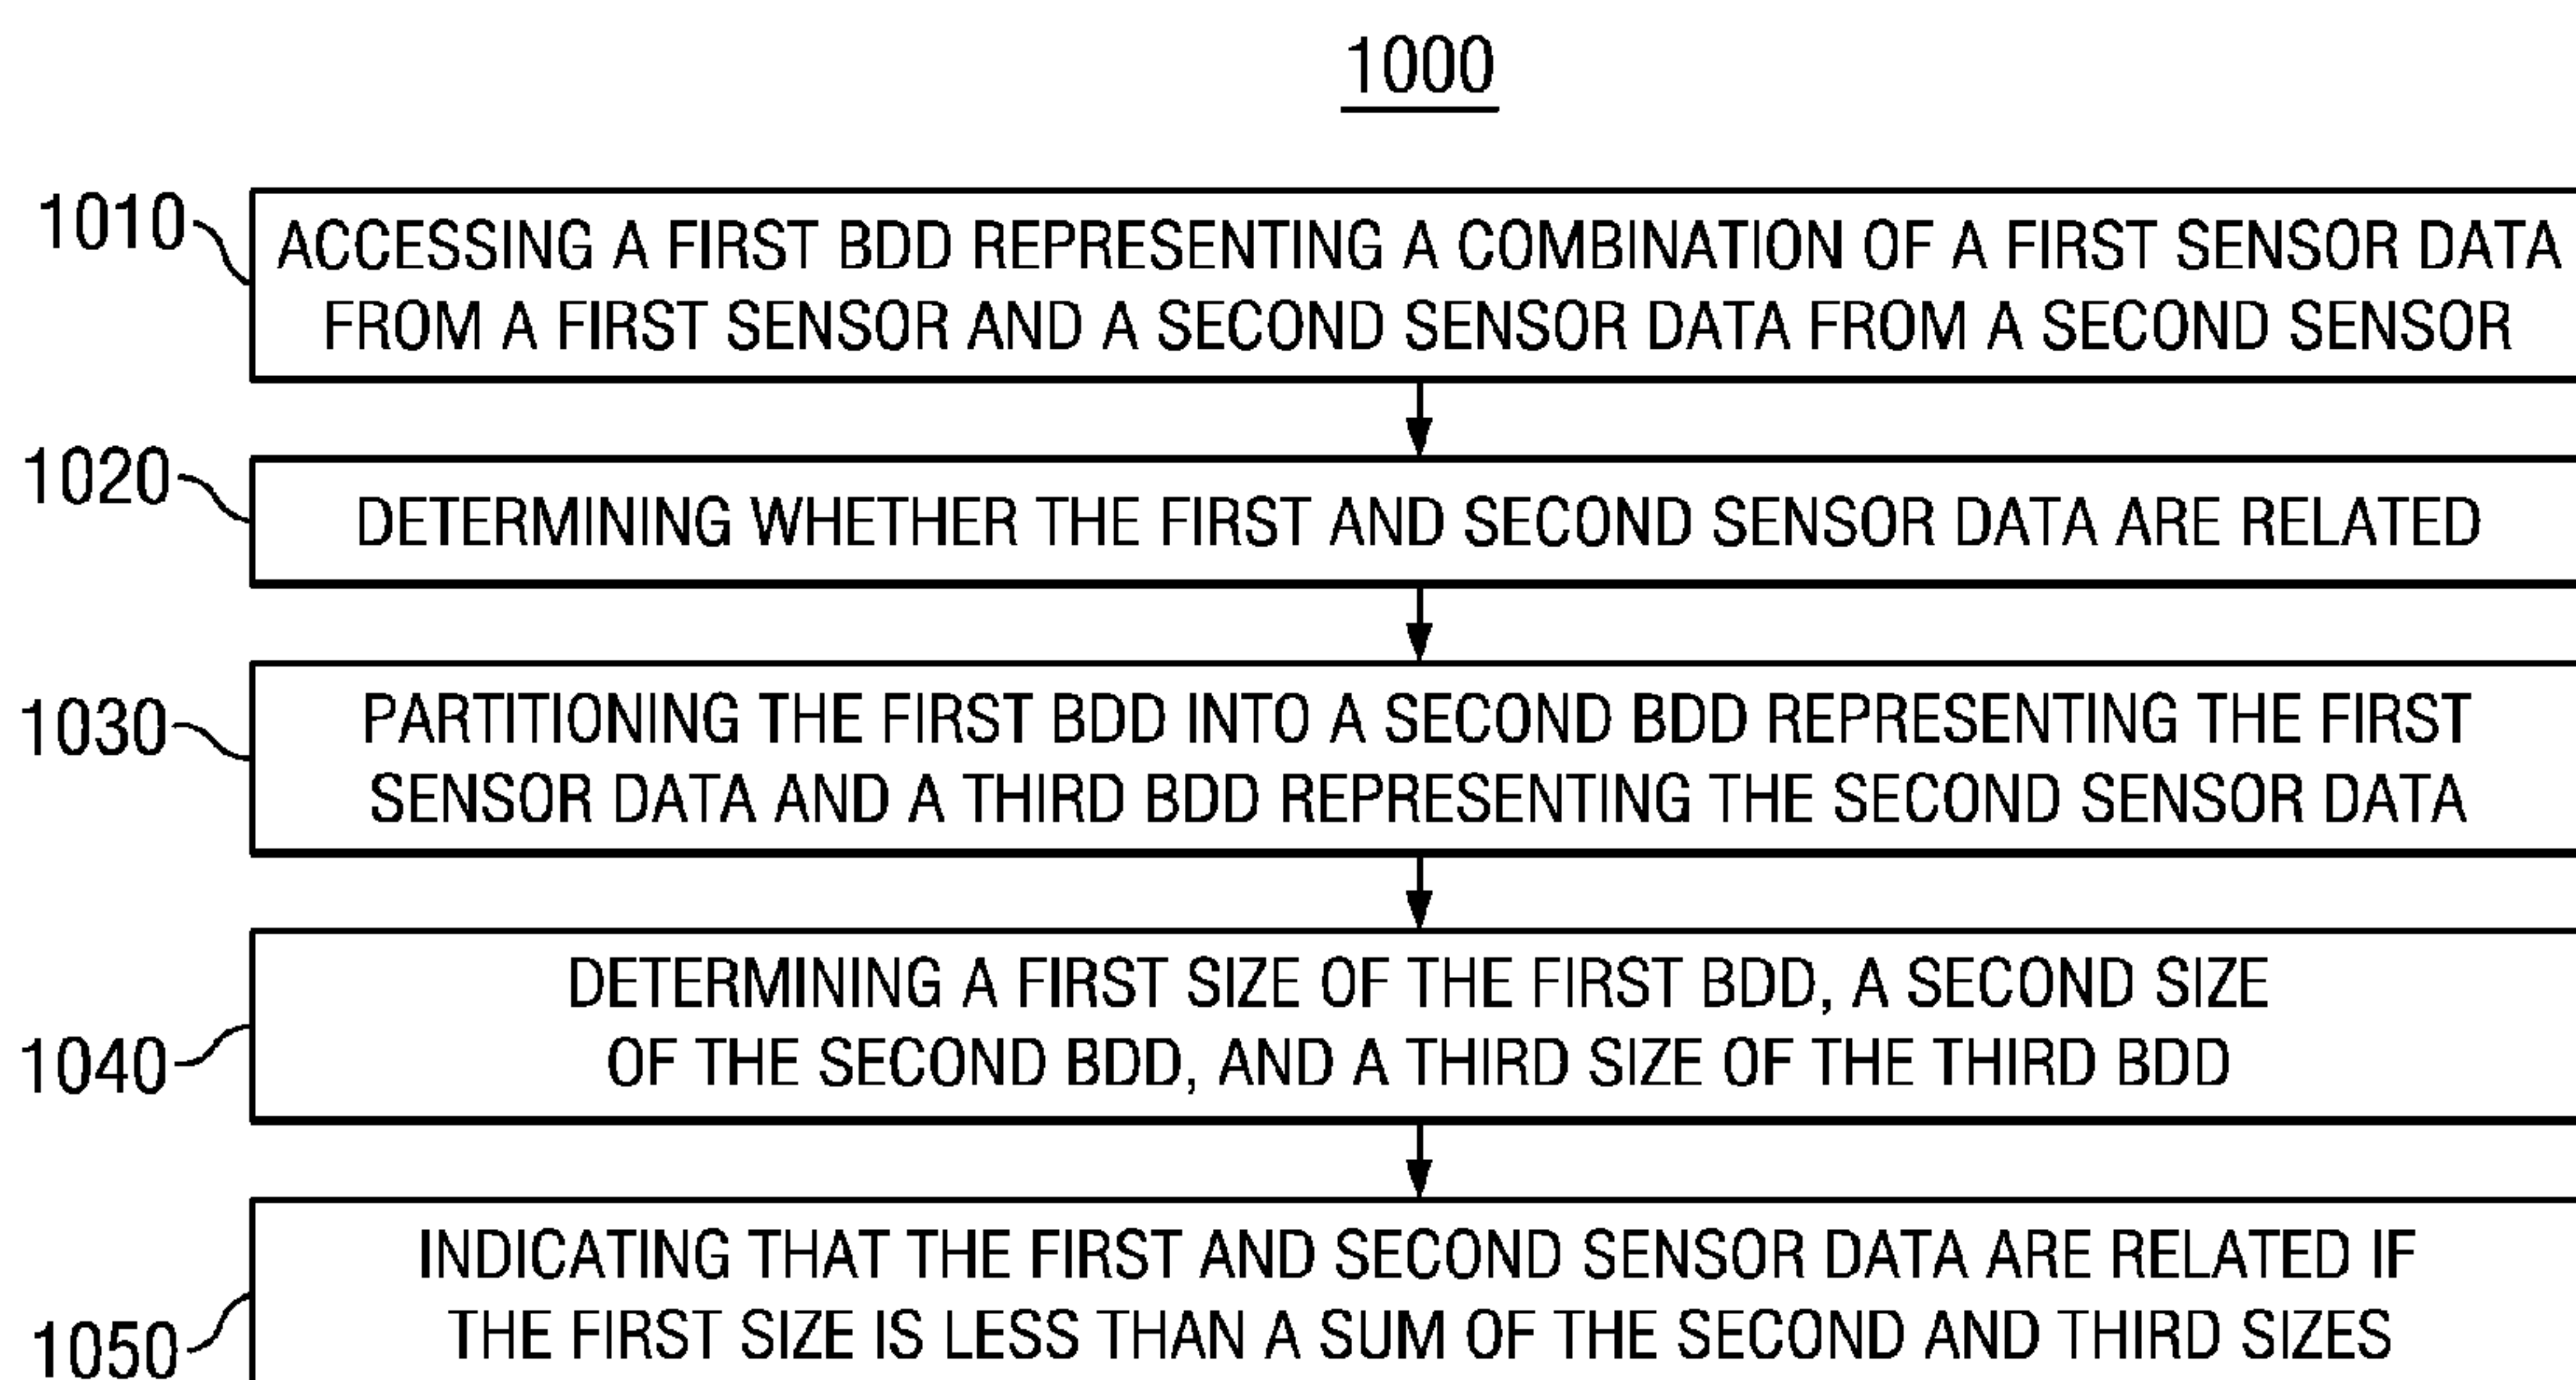 1000
1010
ACCESSING A FIRST BDD REPRESENTING A COMBINATION OF A FIRST SENSOR DATA
FROM A FIRST SENSOR AND A SECOND SENSOR DATA FROM A SECOND SENSOR
1020
DETERMINING WHETHER THE FIRST AND SECOND SENSOR DATA ARE RELATED
1030
PARTITIONING THE FIRST BDD INTO A SECOND BDD REPRESENTING THE FIRST
SENSOR DATA AND A THIRD BDD REPRESENTING THE SECOND SENSOR DATA
1040
DETERMINING A FIRST SIZE OF THE FIRST BDD, A SECOND SIZE
OF THE SECOND BDD, AND A THIRD SIZE OF THE THIRD BDD
1050
INDICATING THAT THE FIRST AND SECOND SENSOR DATA ARE RELATED IF
THE FIRST SIZE IS LESS THAN A SUM OF THE SECOND AND THIRD SIZES